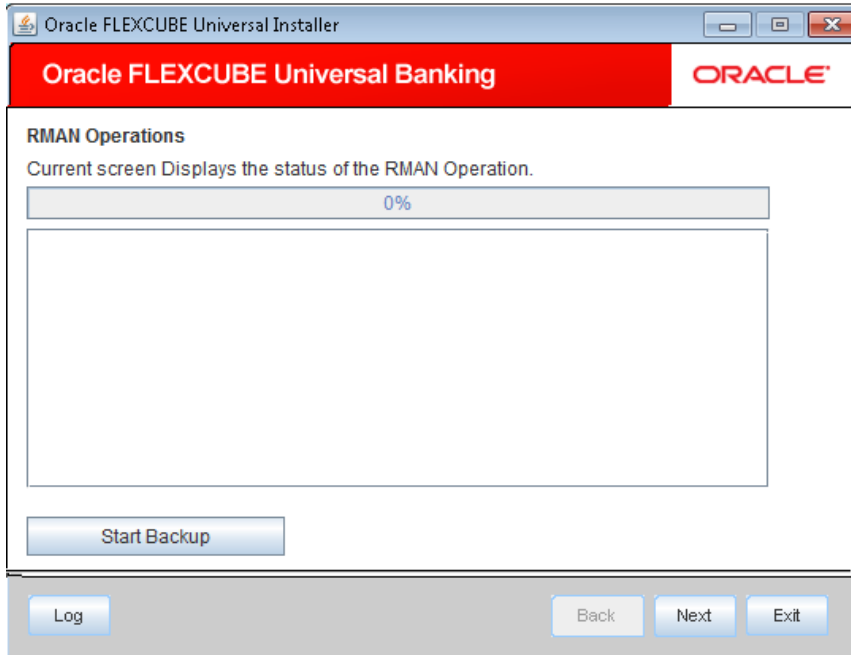 Oracle FLEXCUBE Universal Installer
Oracle FLEXCUBE Universal Banking
ORACLE
RMAN Operations
Current screen Displays the status of the RMAN Operation.
0%
Start Backup
Log
Back
Next
Exit